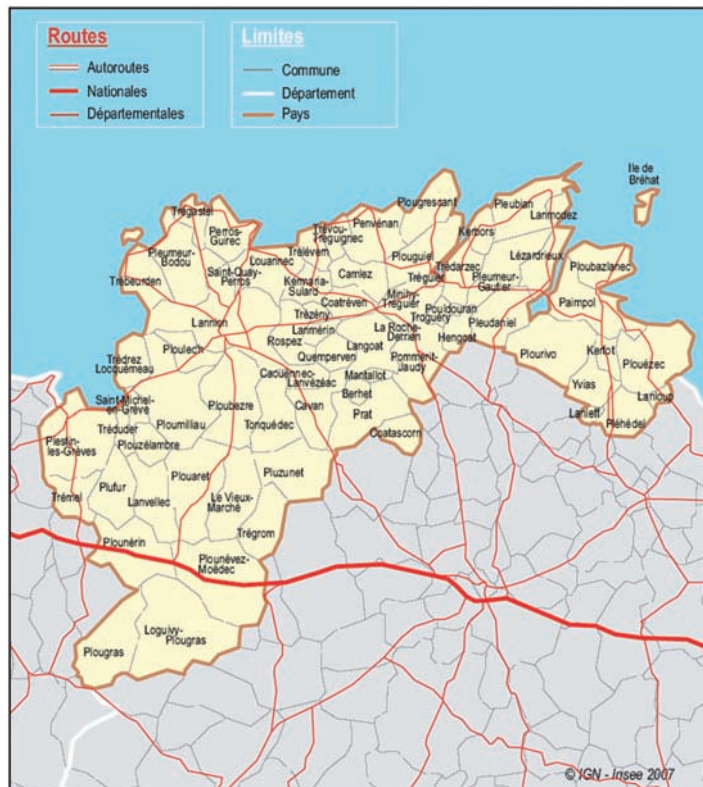 Routes
Autoroutes
Nationales
Départementales
Limites
Commune
Département
Pays
Ile de
Bréhat
Plougrescant
Pleubian
Lanmodez
Trégastel
Perros-
Guirec
Trévou-
Tréguignec
Penvénan
Kerbors
Pleumeur-
Bodou
Louannec
Trélévern
Plouguiel
Lézardrieux
Trébeurden
Saint-Quay-
Perros
Kermaria-
Sulard
Camlez
Tréguier
Trédarzec
Pleumeur-
Gautier
Ploubazlanec
Coatréven
Minihy-
Tréguier
Pouldouran
Paimpol
Lannion
Trézény
Lanmérin
La Roche-
Derrien
Troguéry
Hengoat
Pleudaniel
Ploulech
Rospez
Quemperven
Langoat
Pommerit-
Jaudy
Plourivo
Kerfot
Plouézec
Trédrez
Locquémeau
Caouënnec-
Lanvézéac
Mantallot
Berhet
Yvias
Lanloup
Saint-Michel-
en-Grève
Ploubezre
Cavan
Prat
Lanleff
Pléhédel
Tréduder
Ploumilliau
Tonquédec
Coatascorn
Plestin-
les-Grèves
Plouzélambre
Plufur
Plouaret
Pluzunet
Trémel
Lanvellec
Le Vieux-
Marché
Trégrom
Plounérin
Plounévez-
Moëdec
Loguivy-
Plougras
Plougras
© IGN - Insee 2007